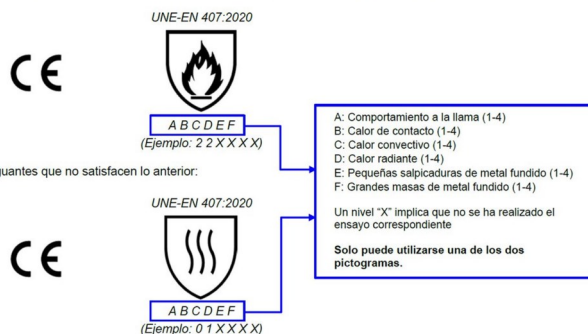 UNE-EN 407:2020
CE
A B C D E F
(Ejemplo: 2 2 X X X X)
A: Comportamiento a la llama (1-4)
B: Calor de contacto (1-4)
C: Calor convectivo (1-4)
D: Calor radiante (1-4)
E: Pequeñas salpicaduras de metal fundido (1-4)
F: Grandes masas de metal fundido (1-4)
Un nivel "X" implica que no se ha realizado el
ensayo correspondiente
Solo puede utilizarse una de los dos
pictogramas.
que no satisfacen lo anterior:
UNE-EN 407:2020
CE
A B C D E F
(Ejemplo: 0 1 X X X X)